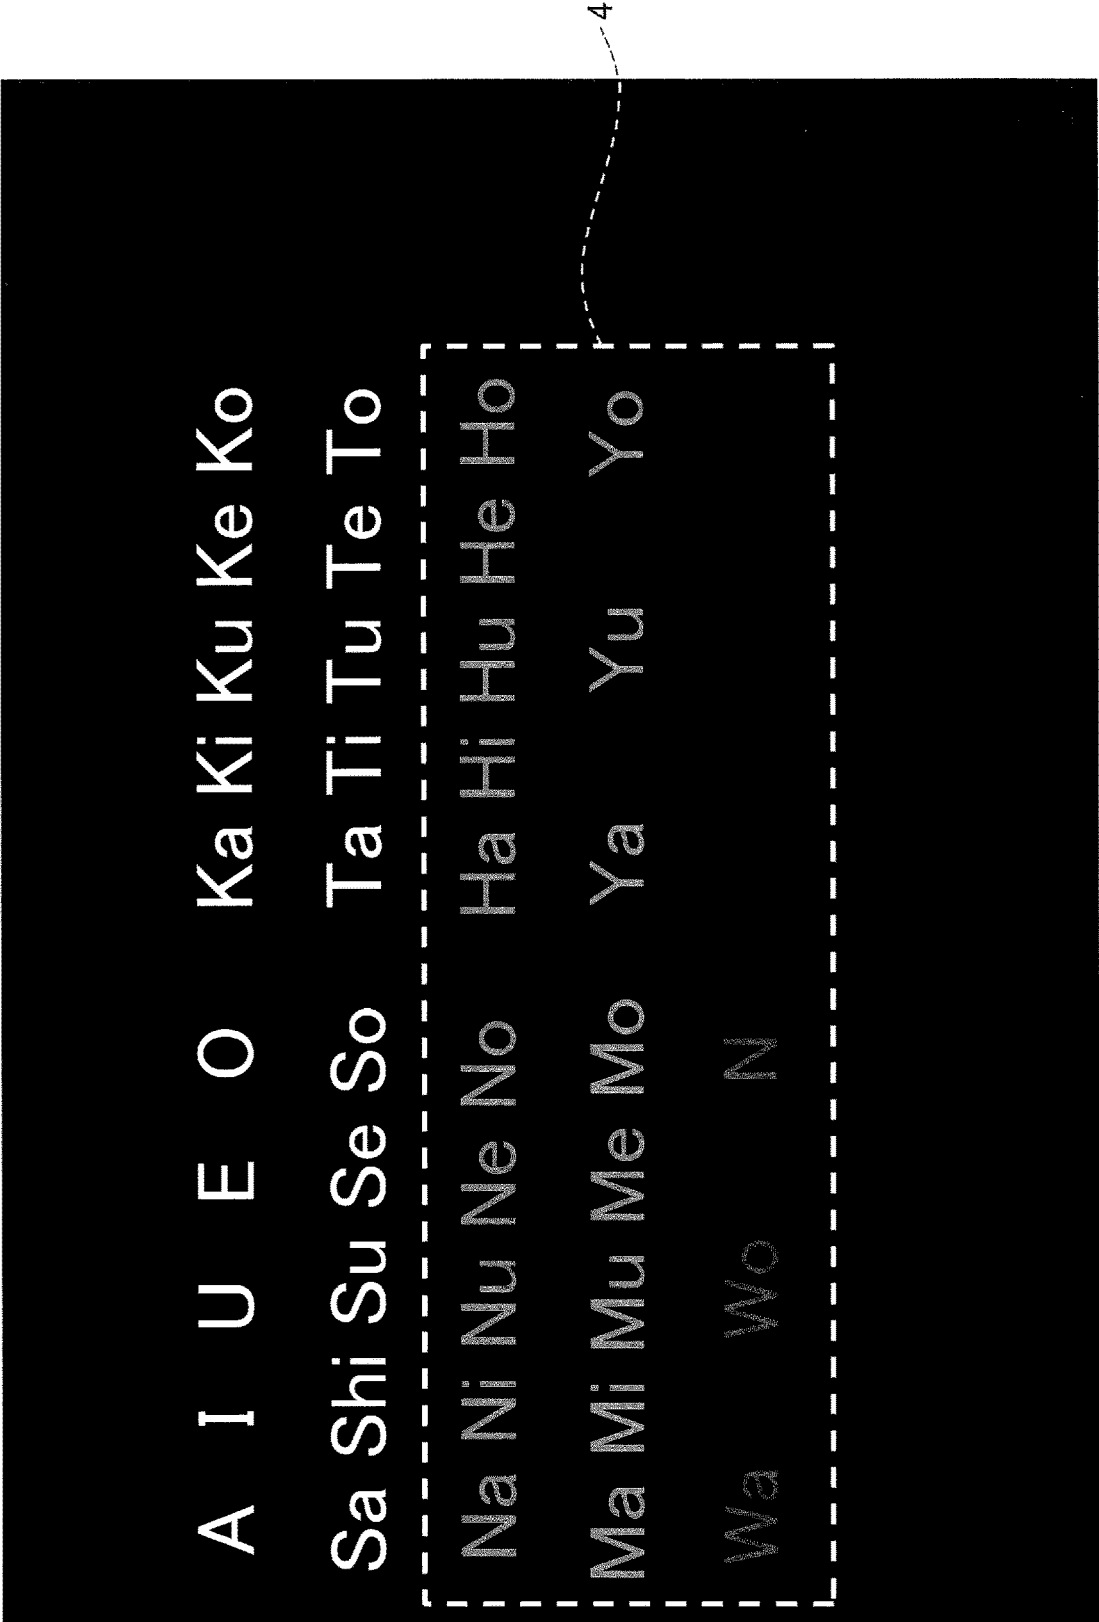 A I U E O Ka Ki Ku Ke Ko
Sa Shi Su Se So Ta Ti Tu Te To
Na Ni Nu Ne No Ha Hi Hu He Ho
Ma Mi Mu Me Mo Ya Yu Yo
Wa Wo N
4